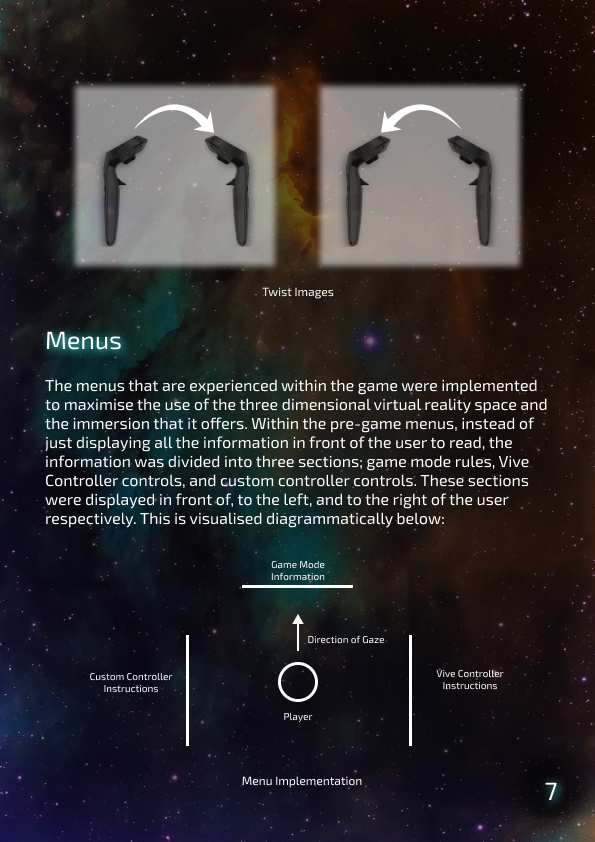 Twist Images
Menus
The menus that are experienced within the game were implemented
to maximise the use of the three dimensional virtual reality space and
the immersion that it offers. Within the pre-game menus, instead of
just displaying all the information in front of the user to read, the
information was divided into three sections; game mode rules, Vive
Controller controls, and custom controller controls. These sections
were displayed in front of, to the left, and to the right of the user
respectively. This is visualised diagrammatically below:
Game Mode
Information
Direction of Gaze
Custom Controller
Instructions
Vive Controller
Instructions
Player
Menu Implementation
7